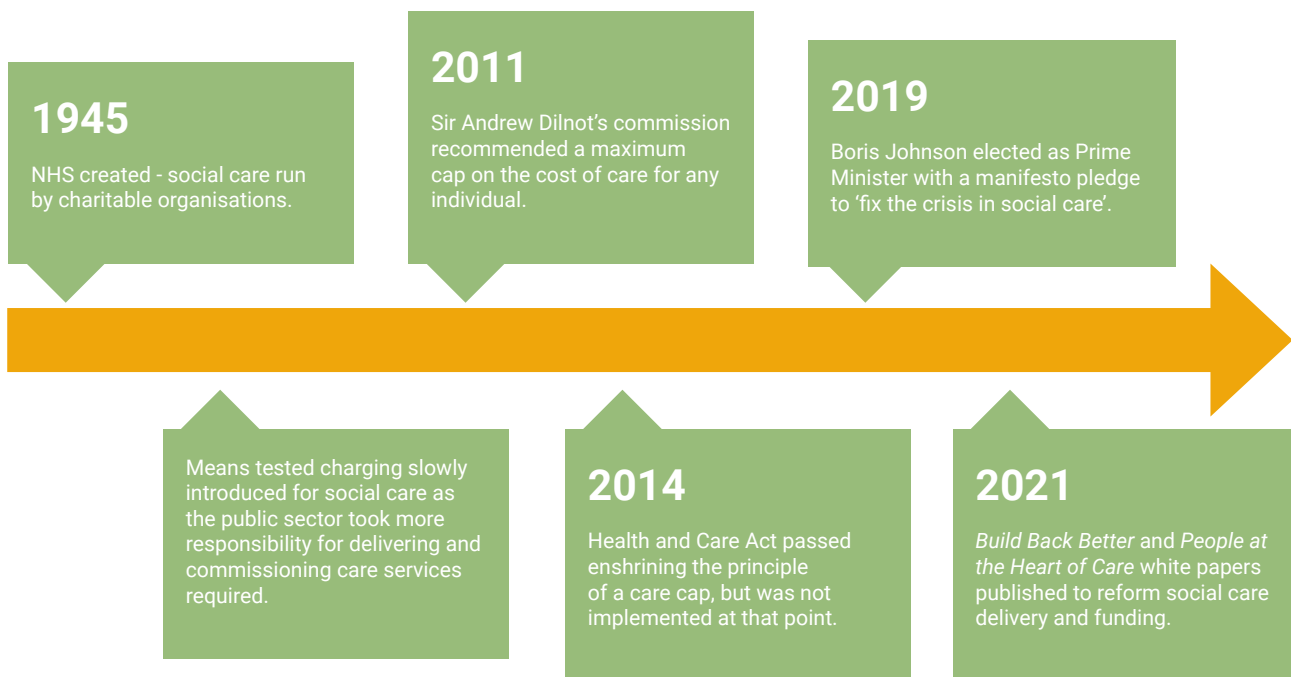 1945
NHS created - social care run
by charitable organisations.
Means tested charging slowly
introduced for social care as
the public sector took more
responsibility for delivering and
commissioning care services
required.
2011
Sir Andrew Dilnot’s commission
recommended a maximum
cap on the cost of care for any
individual.
2014
Health and Care Act passed
enshrining the principle
of a care cap, but was not
implemented at that point.
2019
Boris Johnson elected as Prime
Minister with a manifesto pledge
to ‘fix the crisis in social care’.
2021
Build Back Better and People at
the Heart of Care white papers
published to reform social care
delivery and funding.